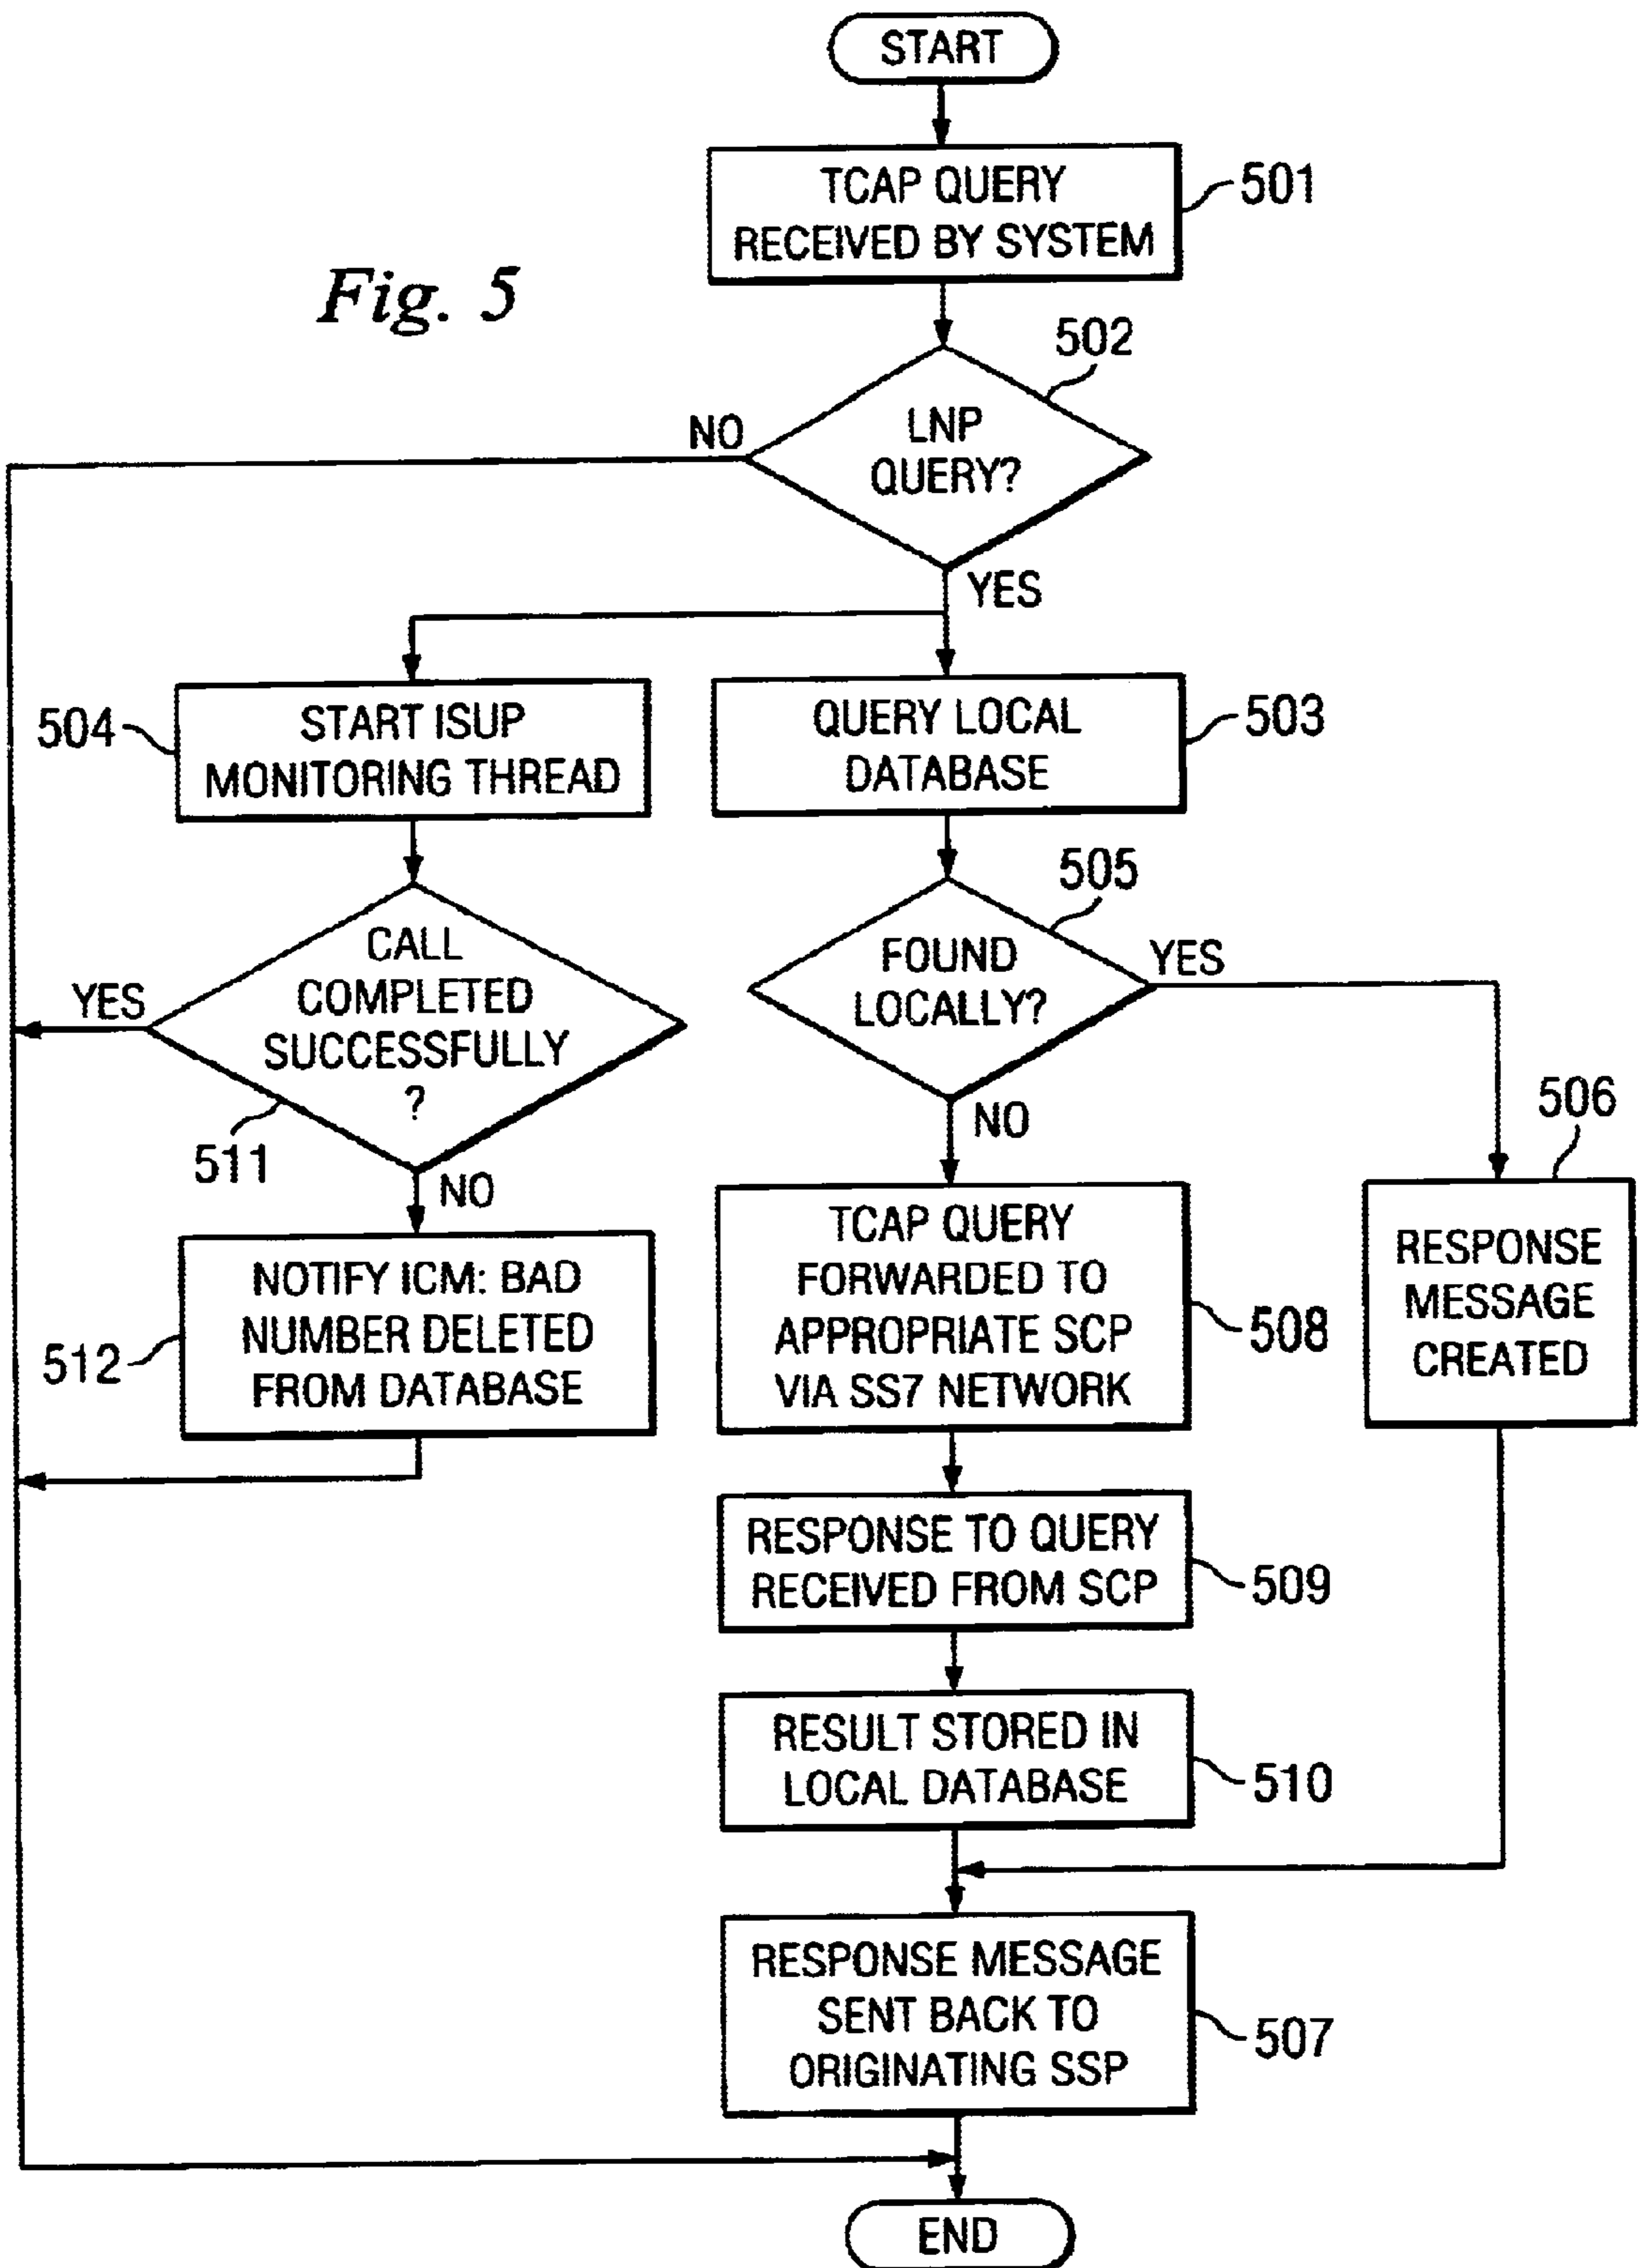 START
TCAP QUERY
RECEIVED BY SYSTEM
501
Fig. 5
502
LNP
QUERY?
NO
YES
504
START ISUP
MONITORING THREAD
QUERY LOCAL
DATABASE
503
505
CALL
COMPLETED
SUCCESSFULLY
?
YES
511
NO
FOUND
LOCALLY?
YES
NO
506
RESPONSE
MESSAGE
CREATED
512
NOTIFY ICM: BAD
NUMBER DELETED
FROM DATABASE
TCAP QUERY
FORWARDED TO
APPROPRIATE SCP
VIA SS7 NETWORK
508
RESPONSE TO QUERY
RECEIVED FROM SCP
509
RESULT STORED IN
LOCAL DATABASE
510
RESPONSE MESSAGE
SENT BACK TO
ORIGINATING SSP
507
END